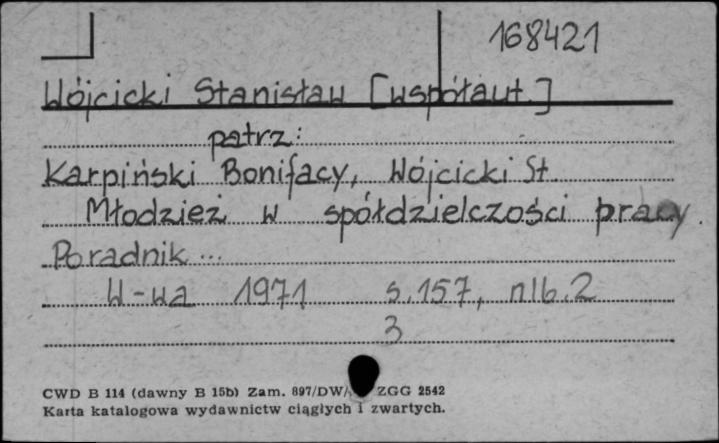 168421
Wójcicki Stanisław [współaut.]
patrz:
Karpiński Bonifacy, Wójcicki St.
Młodzież w spółdzielczości pracy.
Poradnik...
W-wa 1971 s. 157, nlb. 2
3
CWD B 114 (dawny B 15b) Zam. 897/DW/ ZGG 2542
Karta katalogowa wydawnictw ciągłych i zwartych.